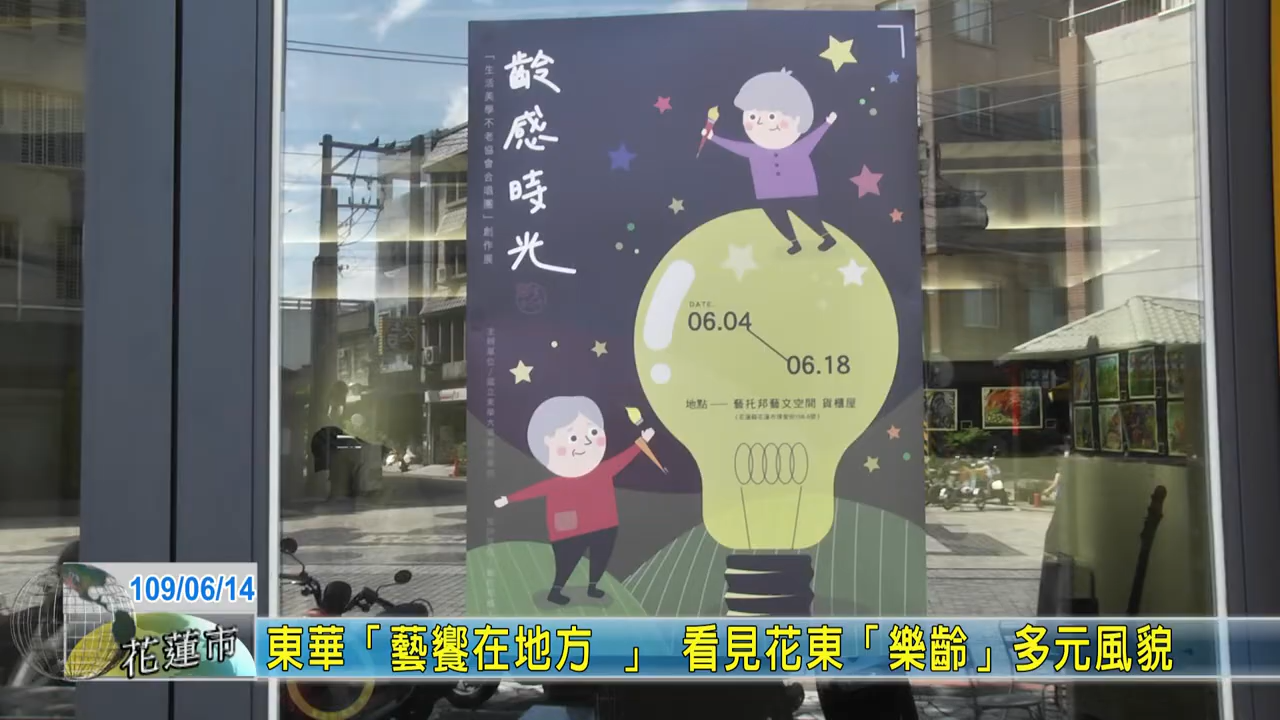 齡感時光
「生活美學不老協會合唱團」創作展
DATE.
06.04
06.18
地點 — 藝托邦藝文空間 貨櫃屋
109/06/14
花蓮市
東華「藝饗在地方 」 看見花東「樂齡」多元風貌